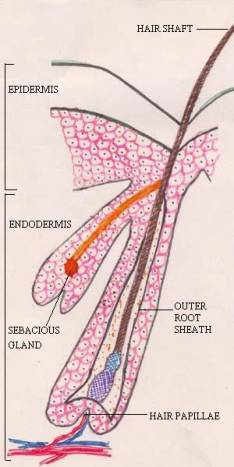 HAIR SHAFT
EPIDERMIS
ENDODERMIS
SEBACIOUS
GLAND
OUTER
ROOT
SHEATH
HAIR PAPILLAE